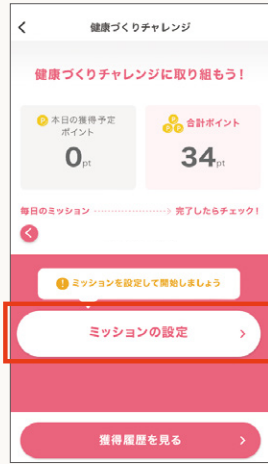 健康づくりチャレンジ
健康づくりチャレンジに取り組もう！
本日の獲得予定
ポイント
0pt
合計ポイント
34pt
毎日のミッション
完了したらチェック！
ミッションを設定して開始しましょう
ミッションの設定
獲得履歴を見る